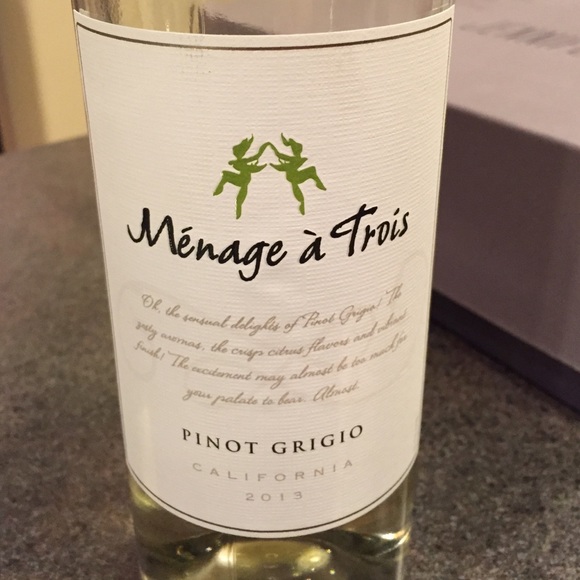 Ménage à Trois
Oh, the sensual delights of Pinot Grigio! The
zesty aromas, the crisp citrus flavors and vibrant
finish! The excitement may almost be too much for
your palate to bear. Almost.
PINOT GRIGIO
CALIFORNIA
2013